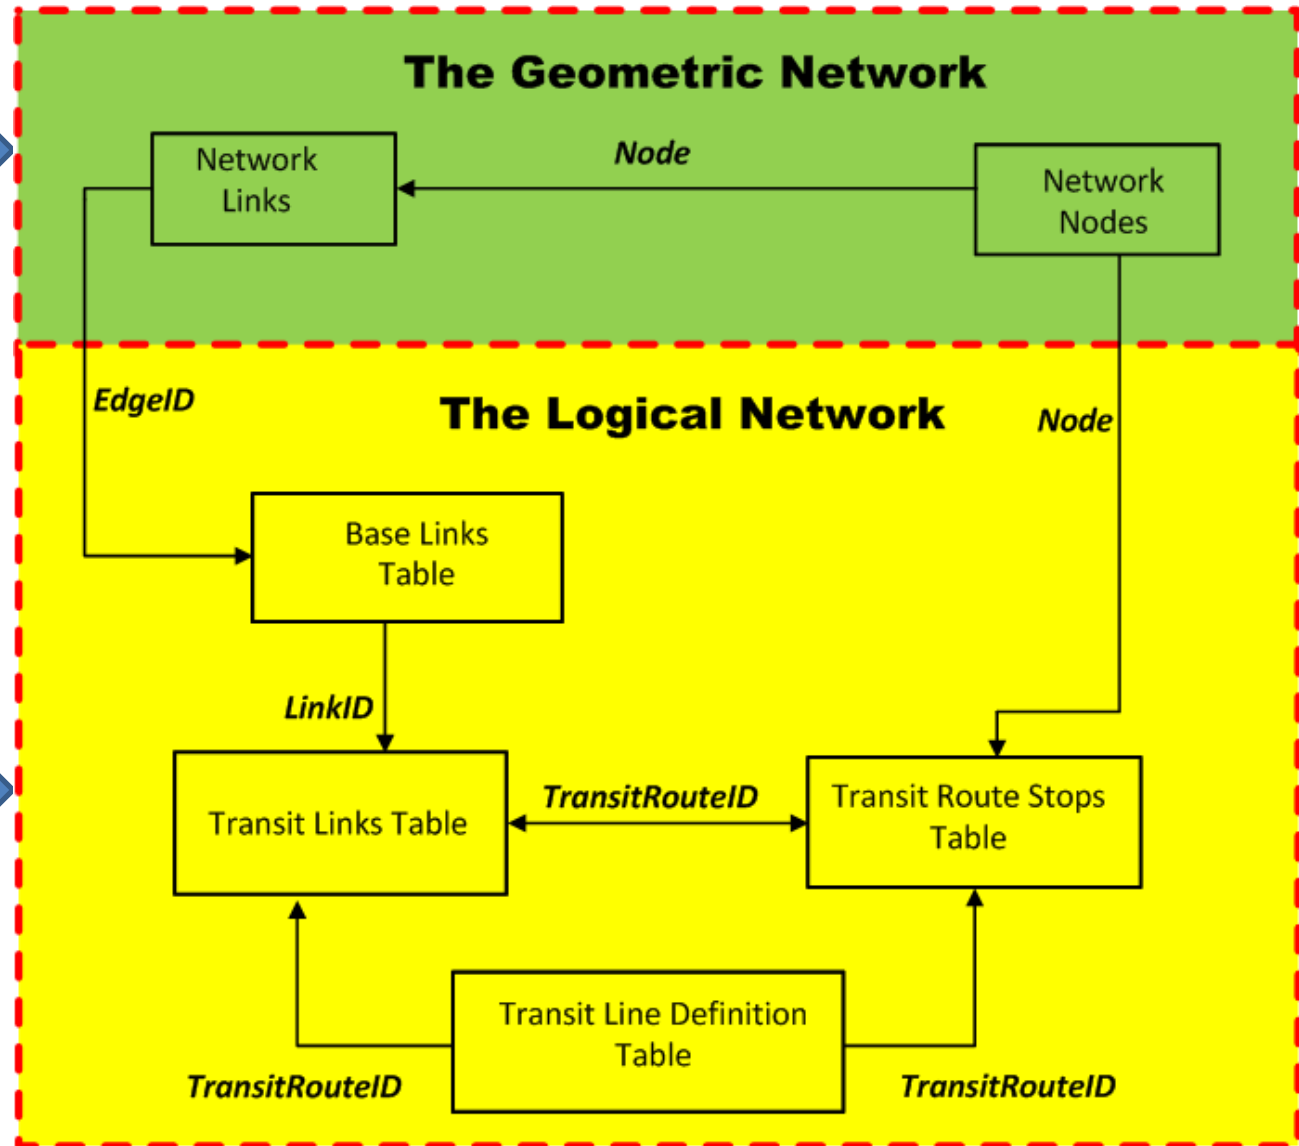 The Geometric Network
Node
Network
Links
Network
Nodes
EdgeID
The Logical Network
Node
Base Links
Table
LinkID
TransitRouteID
Transit Links Table
Transit Route Stops
Table
Transit Line Definition
Table
TransitRouteID
TransitRouteID